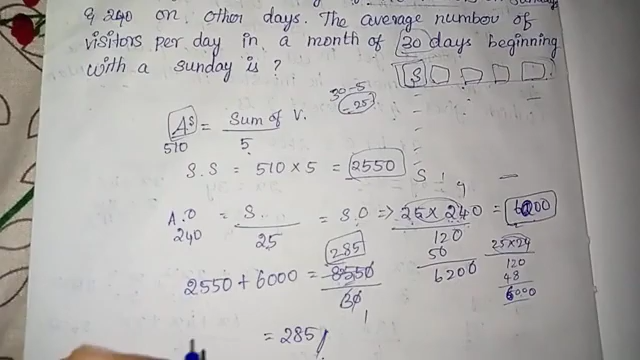 & 240 on other days. The average number of
visitors per day in a month of 30 days beginning
with a sunday is?
S
30-5
=25
As = Sum of V.
510 5
S.S = 510 × 5 = 2550
A.O = S.. = S.O => 25 × 240 = 6000
240 25
120
50
6200
25×24
120
48
6000
285
2550 + 6000 = 8550
30
= 285